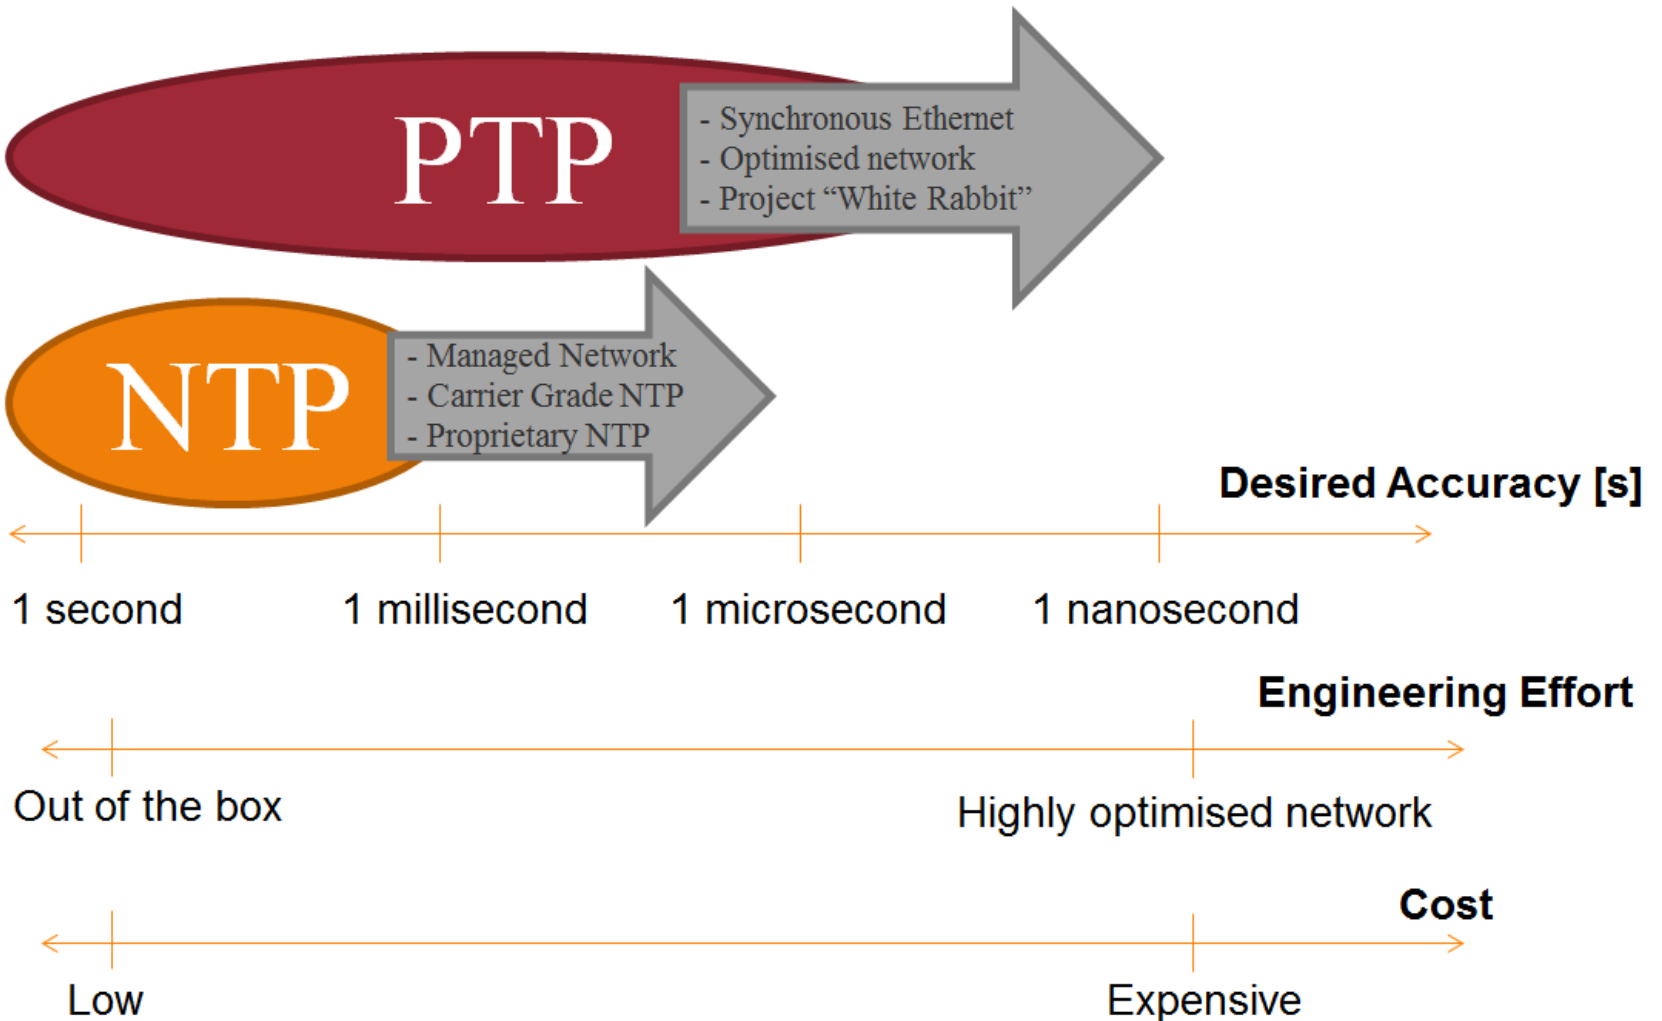 PTP
- Synchronous Ethernet
- Optimised network
- Project “White Rabbit”
NTP
- Managed Network
- Carrier Grade NTP
- Proprietary NTP
Desired Accuracy [s]
1 second
1 millisecond
1 microsecond
1 nanosecond
Engineering Effort
Out of the box
Highly optimised network
Cost
Low
Expensive